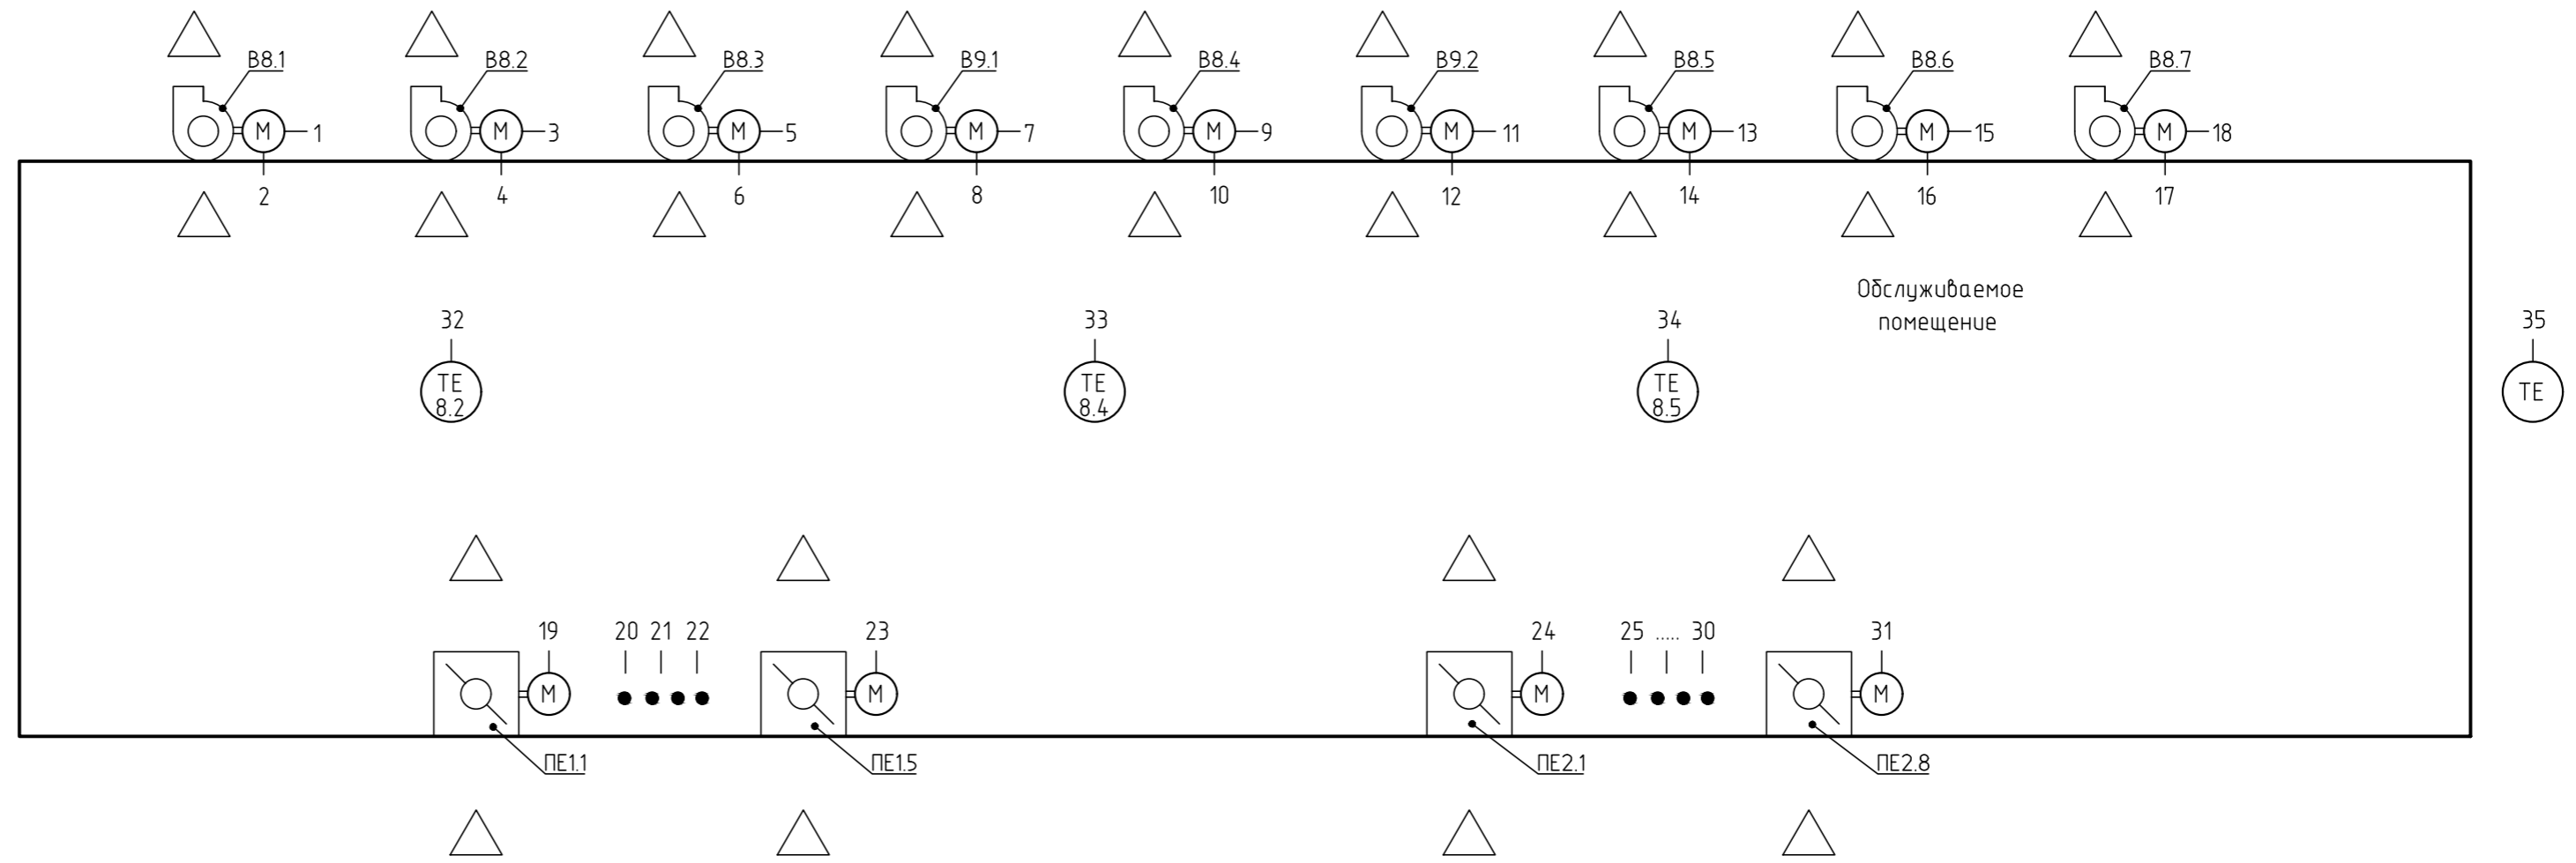 В8.1 В8.2 В8.3 В9.1 В8.4 В9.2 В8.5 В8.6 В8.7
М 1 М 3 М 5 М 7 М 9 М 11 М 13 М 15 М 18
2 4 6 8 10 12 14 16 17
Обслуживаемое
помещение
32 33 34 35
ТЕ ТЕ ТЕ ТЕ
8.2 8.4 8.5
19 20 21 22 23 24 25 ..... 30 31
М М М М
ПЕ1.1 ПЕ1.5 ПЕ2.1 ПЕ2.8